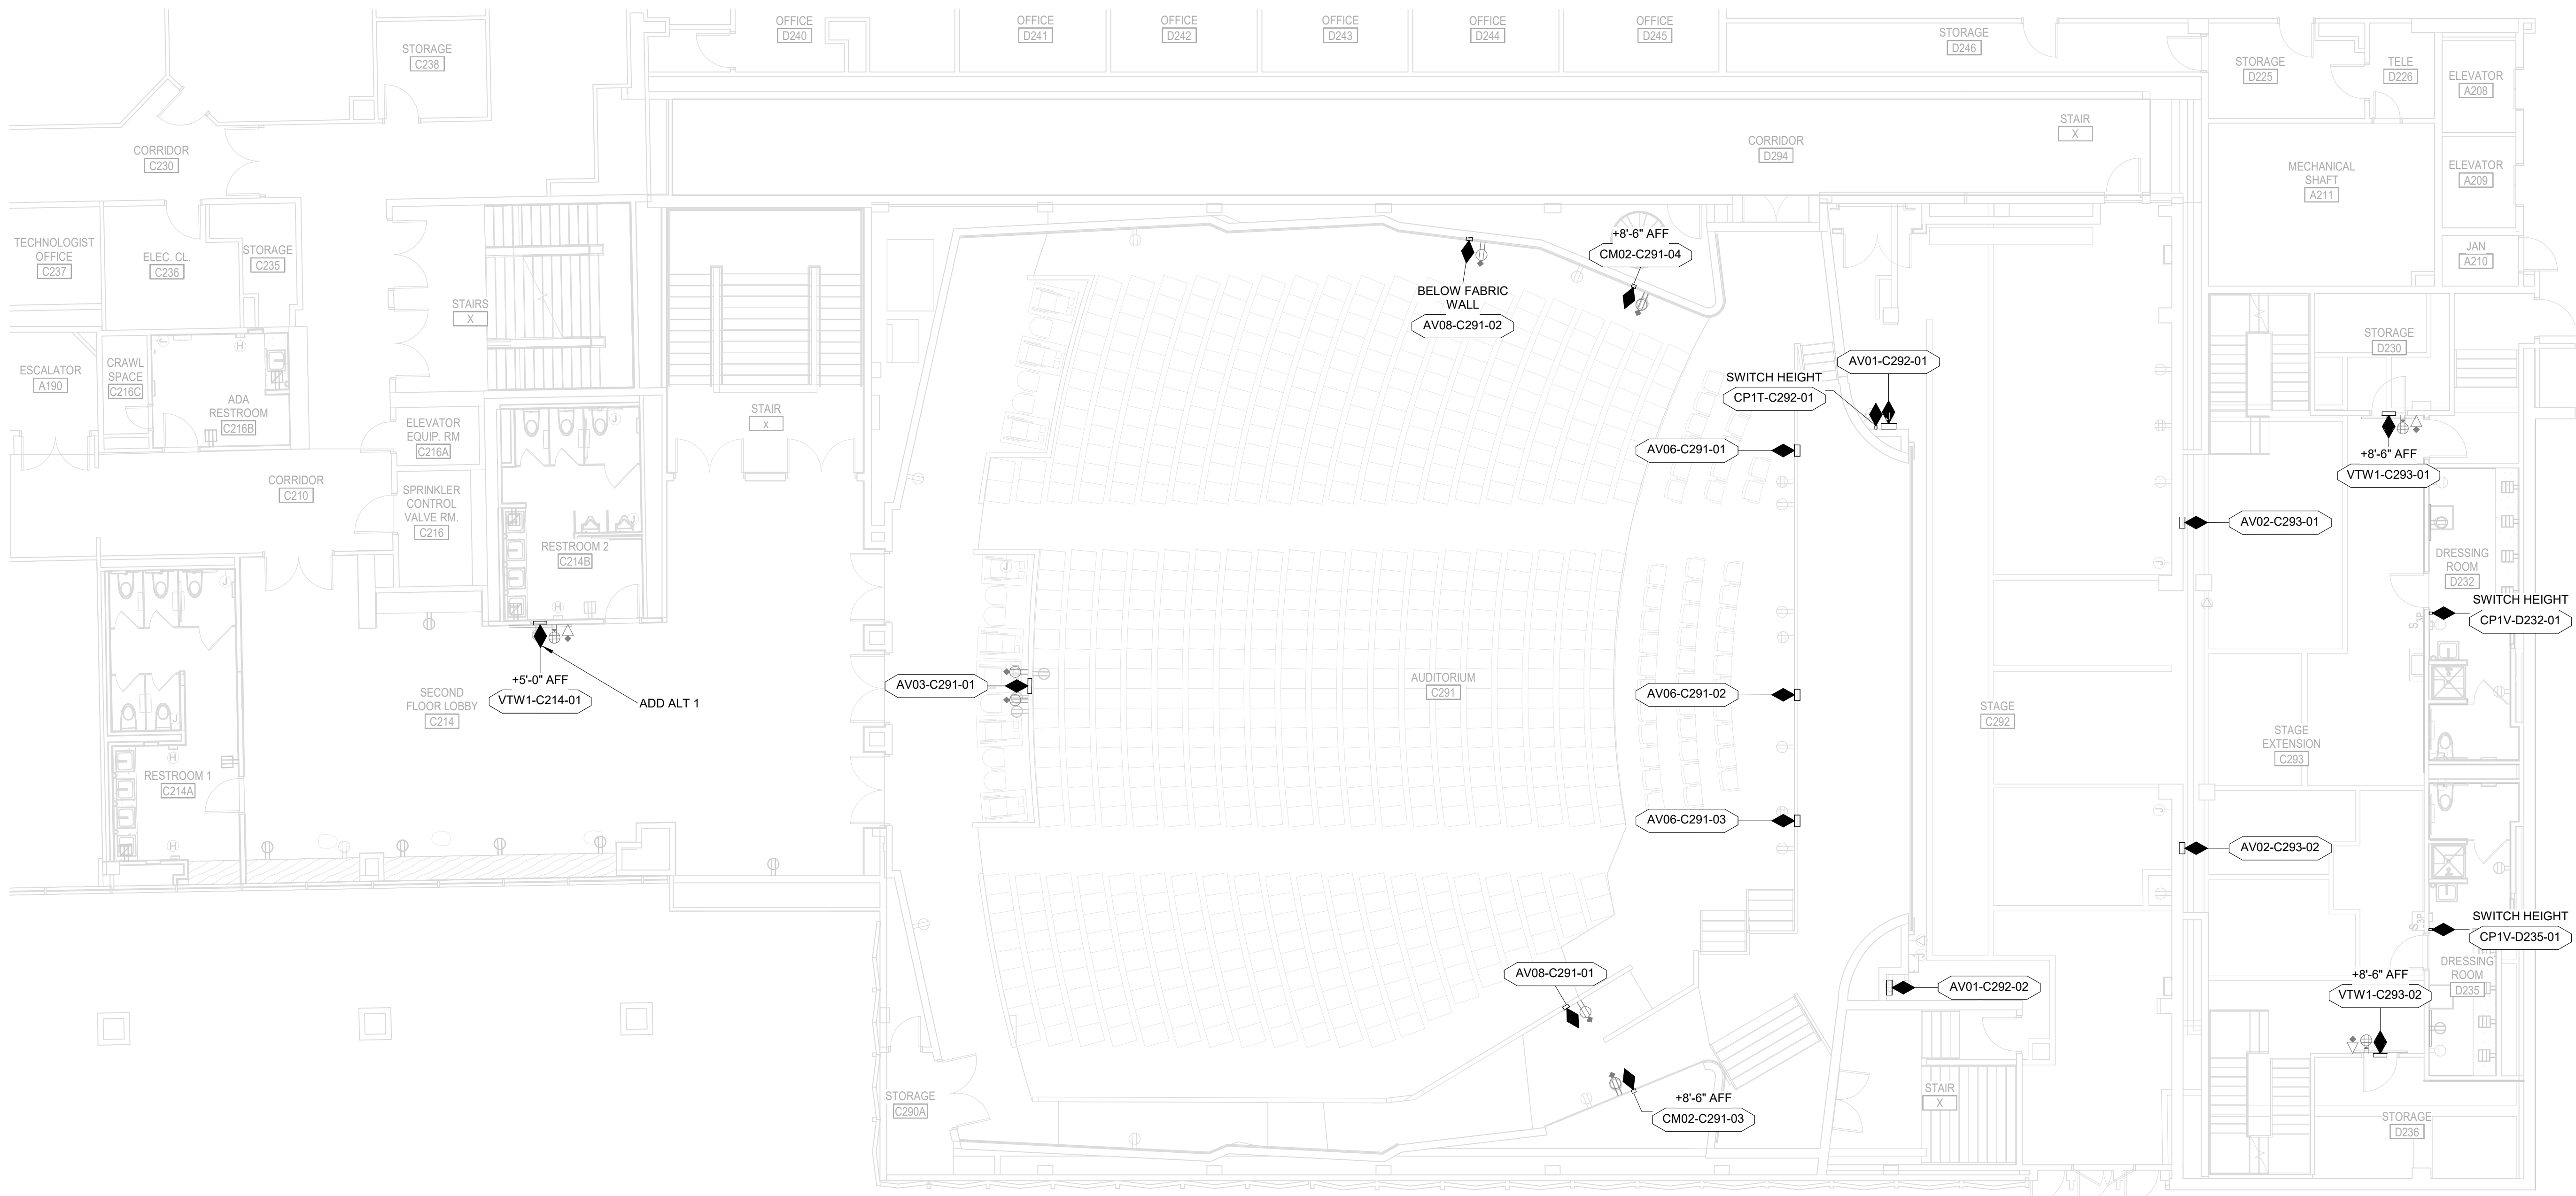 OFFICE
D240
OFFICE
D241
OFFICE
D242
OFFICE
D243
OFFICE
D244
OFFICE
D245
STORAGE
D246
STORAGE
C238
STORAGE
D225
TELE
D226
ELEVATOR
A208
CORRIDOR
C230
CORRIDOR
D294
STAIR
X
MECHANICAL
SHAFT
A211
ELEVATOR
A209
TECHNOLOGIST
OFFICE
C237
ELEC. CL.
C236
STORAGE
C235
JAN
A210
+8'-6" AFF
CM02-C291-04
BELOW FABRIC
WALL
AV08-C291-02
STAIRS
X
ESCALATOR
A190
CRAWL
SPACE
C216C
ADA
RESTROOM
C216B
H
J
STORAGE
D230
AV01-C292-01
SWITCH HEIGHT
CP1T-C292-01
STAIR
x
ELEVATOR
EQUIP. RM
C216A
AV06-C291-01
+8'-6" AFF
VTW1-C293-01
CORRIDOR
C210
SPRINKLER
CONTROL
VALVE RM.
C216
J
J
AV02-C293-01
RESTROOM 2
C214B
H
DRESSING
ROOM
D232
J
J
SWITCH HEIGHT
CP1V-D232-01
S3P
J
+5'-0" AFF
VTW1-C214-01
ADD ALT 1
SECOND
FLOOR LOBBY
C214
AV03-C291-01
AUDITORIUM
C291
AV06-C291-02
STAGE
C292
STAGE
EXTENSION
C293
J
H
RESTROOM 1
C214A
H
AV06-C291-03
J
AV02-C293-02
SWITCH HEIGHT
CP1V-D235-01
S3P
DRESSING
ROOM
D235
AV08-C291-01
J
AV01-C292-02
+8'-6" AFF
VTW1-C293-02
STORAGE
C290A
+8'-6" AFF
CM02-C291-03
STAIR
X
STORAGE
D236